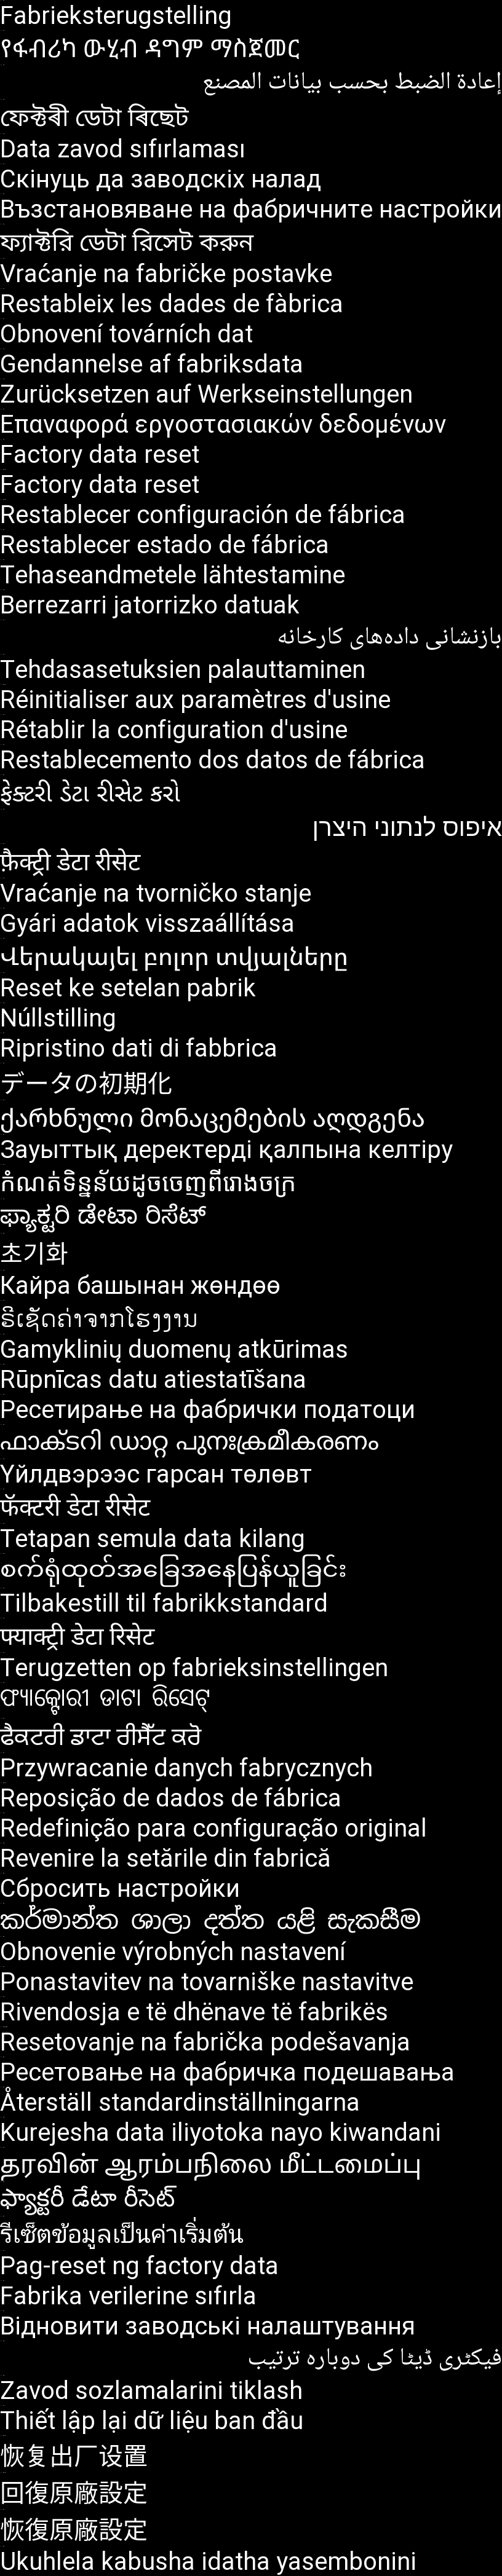 Fabrieksterugstelling
የፋብሪካ ውሂብ ዳግም ማስጀመር
إعادة الضبط بحسب بيانات المصنع
ফেক্টৰী ডেটা ৰিছেট
Data zavod sıfırlaması
Скінуць да заводскіх налад
Възстановяване на фабричните настройки
ফ্যাক্টরি ডেটা রিসেট করুন
Vraćanje na fabričke postavke
Restableix les dades de fàbrica
Obnovení továrních dat
Gendannelse af fabriksdata
Zurücksetzen auf Werkseinstellungen
Επαναφορά εργοστασιακών δεδομένων
Factory data reset
Factory data reset
Restablecer configuración de fábrica
Restablecer estado de fábrica
Tehaseandmetele lähtestamine
Berrezarri jatorrizko datuak
بازنشانی داده‌های کارخانه
Tehdasasetuksien palauttaminen
Réinitialiser aux paramètres d'usine
Rétablir la configuration d'usine
Restablecemento dos datos de fábrica
ફેક્ટરી ડેટા રીસેટ કરો
איפוס לנתוני היצרן
फ़ैक्ट्री डेटा रीसेट
Vraćanje na tvorničko stanje
Gyári adatok visszaállítása
Վերակայել բոլոր տվյալները
Reset ke setelan pabrik
Núllstilling
Ripristino dati di fabbrica
データの初期化
ქარხნული მონაცემების აღდგენა
Зауыттық деректерді қалпына келтіру
កំណត់ទិន្នន័យដូចចេញពីរោងចក្រ
ಫ್ಯಾಕ್ಟರಿ ಡೇಟಾ ರಿಸೆಟ್
초기화
Кайра башынан жөндөө
ຣີເຊັດຄ່າຈາກໂຮງງານ
Gamyklinių duomenų atkūrimas
Rūpnīcas datu atiestatīšana
Ресетирање на фабрички податоци
ഫാക്‌ടറി ഡാറ്റ പുനഃക്രമീകരണം
Үйлдвэрээс гарсан төлөвт
फॅक्टरी डेटा रीसेट
Tetapan semula data kilang
စက်ရုံထုတ်အခြေအနေပြန်ယူခြင်း
Tilbakestill til fabrikkstandard
फ्याक्ट्री डेटा रिसेट
Terugzetten op fabrieksinstellingen
ଫ୍ୟାକ୍ଟୋରୀ ଡାଟା ରିସେଟ୍
ਫੈਕਟਰੀ ਡਾਟਾ ਰੀਸੈੱਟ ਕਰੋ
Przywracanie danych fabrycznych
Reposição de dados de fábrica
Redefinição para configuração original
Revenire la setările din fabrică
Сбросить настройки
කර්මාන්ත ශාලා දත්ත යළි සැකසීම
Obnovenie výrobných nastavení
Ponastavitev na tovarniške nastavitve
Rivendosja e të dhënave të fabrikës
Resetovanje na fabrička podešavanja
Ресетовање на фабричка подешавања
Återställ standardinställningarna
Kurejesha data iliyotoka nayo kiwandani
தரவின் ஆரம்பநிலை மீட்டமைப்பு
ఫ్యాక్టరీ డేటా రీసెట్
รีเซ็ตข้อมูลเป็นค่าเริ่มต้น
Pag-reset ng factory data
Fabrika verilerine sıfırla
Відновити заводські налаштування
فیکٹری ڈیٹا کی دوبارہ ترتیب
Zavod sozlamalarini tiklash
Thiết lập lại dữ liệu ban đầu
恢复出厂设置
回復原廠設定
恢復原廠設定
Ukuhlela kabusha idatha yasembonini